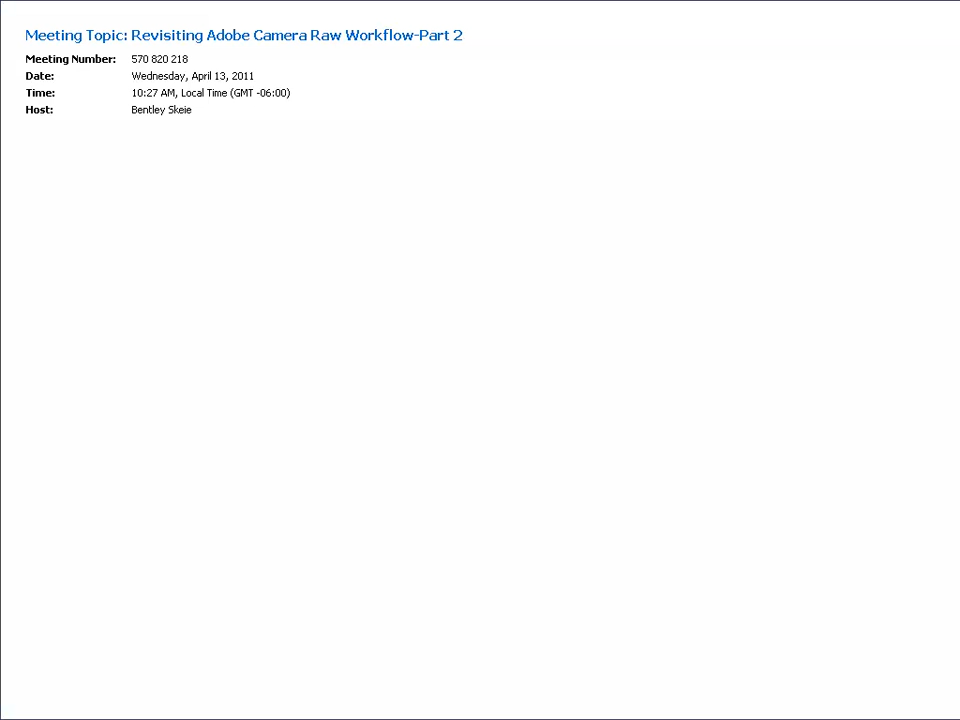 Meeting Topic: Revisiting Adobe Camera Raw Workflow-Part 2
Meeting Number: 570 820 218
Date: Wednesday, April 13, 2011
Time: 10:27 AM, Local Time (GMT -06:00)
Host: Bentley Skeie